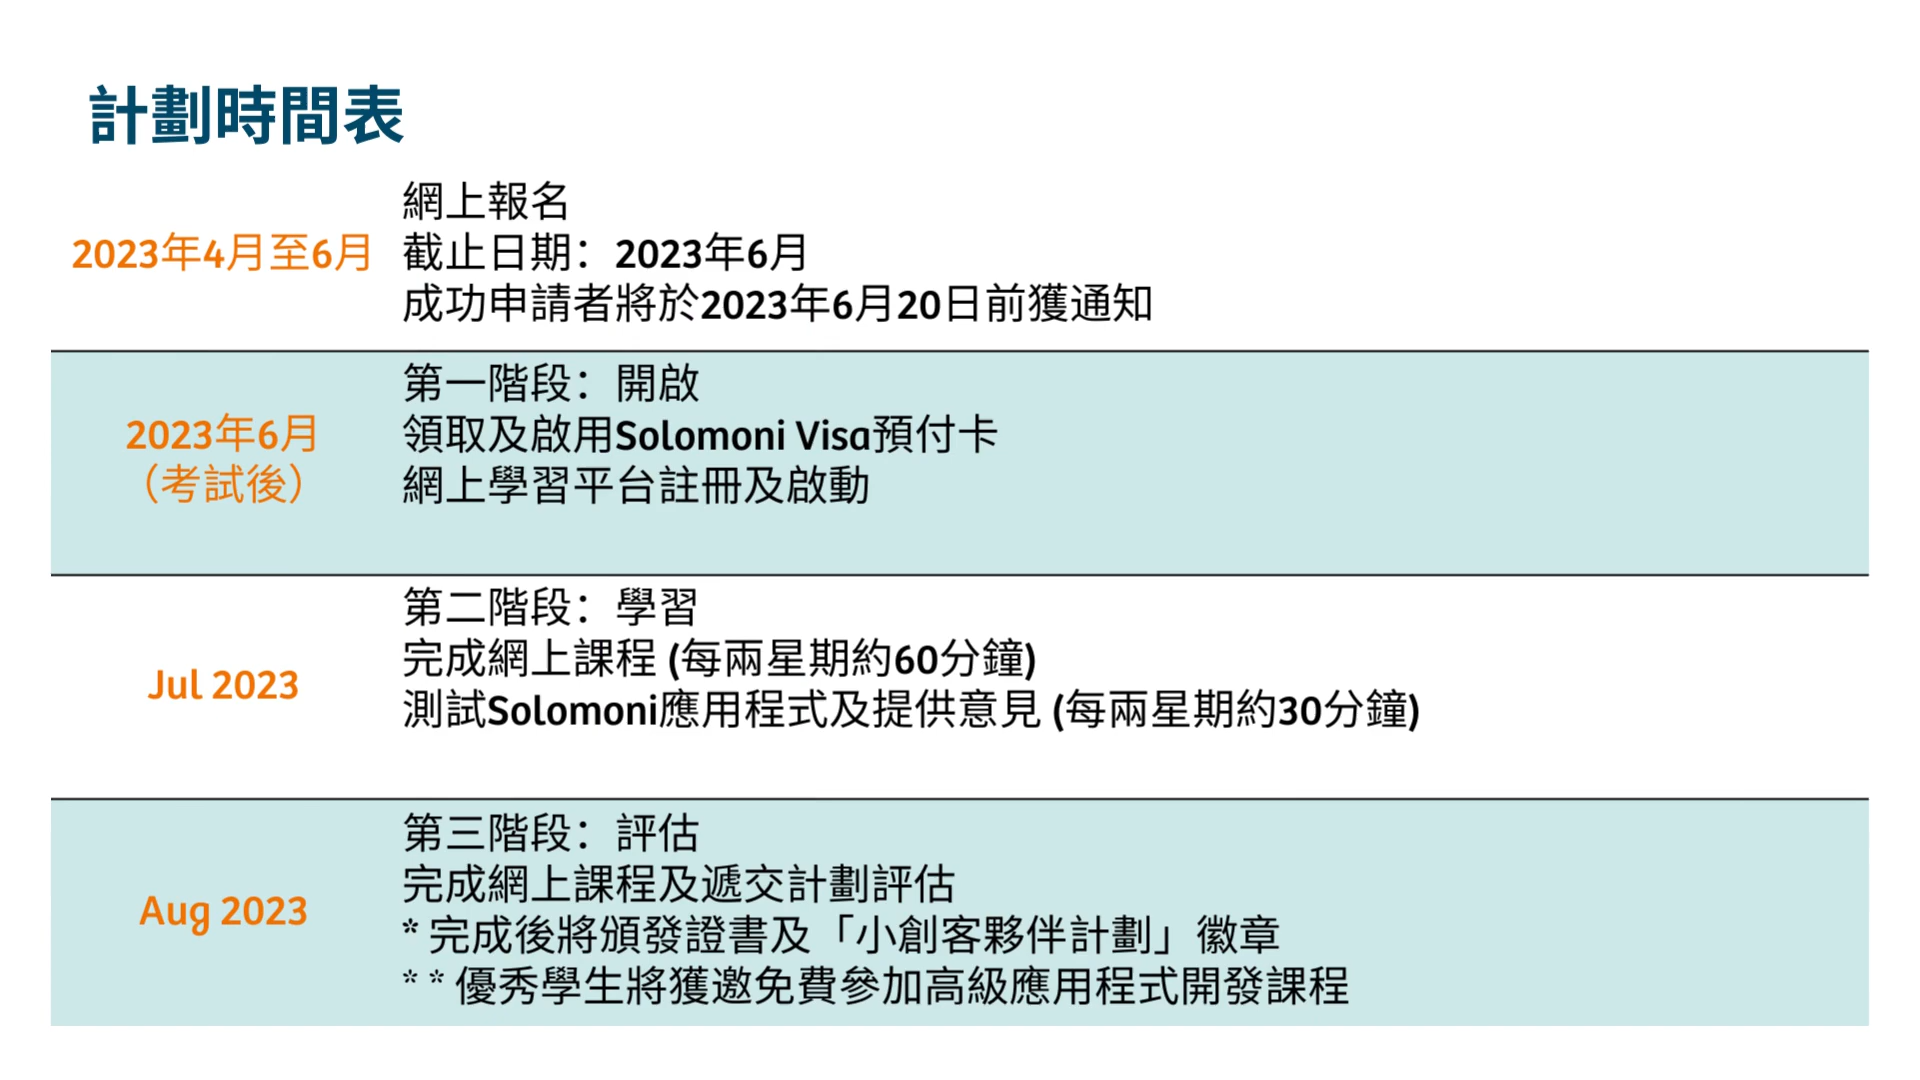 計劃時間表
2023年4月至6月
網上報名
截止日期：2023年6月
成功申請者將於2023年6月20日前獲通知
2023年6月
（考試後）
第一階段：開啟
領取及啟用Solomoni Visa預付卡
網上學習平台註冊及啟動
Jul 2023
第二階段：學習
完成網上課程 (每兩星期約60分鐘)
測試Solomoni應用程式及提供意見 (每兩星期約30分鐘)
Aug 2023
第三階段：評估
完成網上課程及遞交計劃評估
* 完成後將頒發證書及「小創客夥伴計劃」徽章
* * 優秀學生將獲邀免費參加高級應用程式開發課程